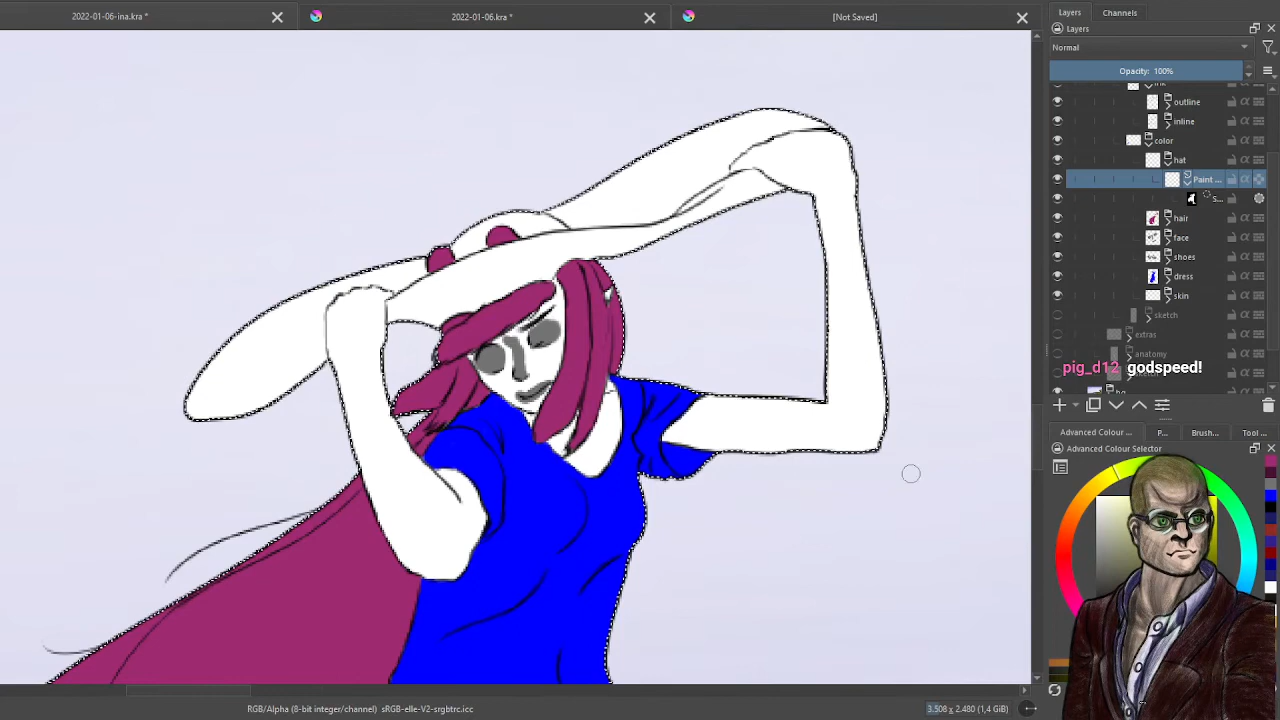 2022-01-06-ina.kra *
2022-01-06.kra *
[Not Saved]
Layers
Channels
Layers
Normal
Opacity: 100%
outline
inline
color
hat
Paint ...
s...
hair
face
shoes
dress
skin
sketch
extras
anatomy
pig_d12 godspeed!
Advanced Colour ...
P...
Brush...
Tool ...
Advanced Colour Selector
RGB/Alpha (8-bit integer/channel) sRGB-elle-V2-srgbtrc.icc
3.508 x 2.480 (1,4 GiB)